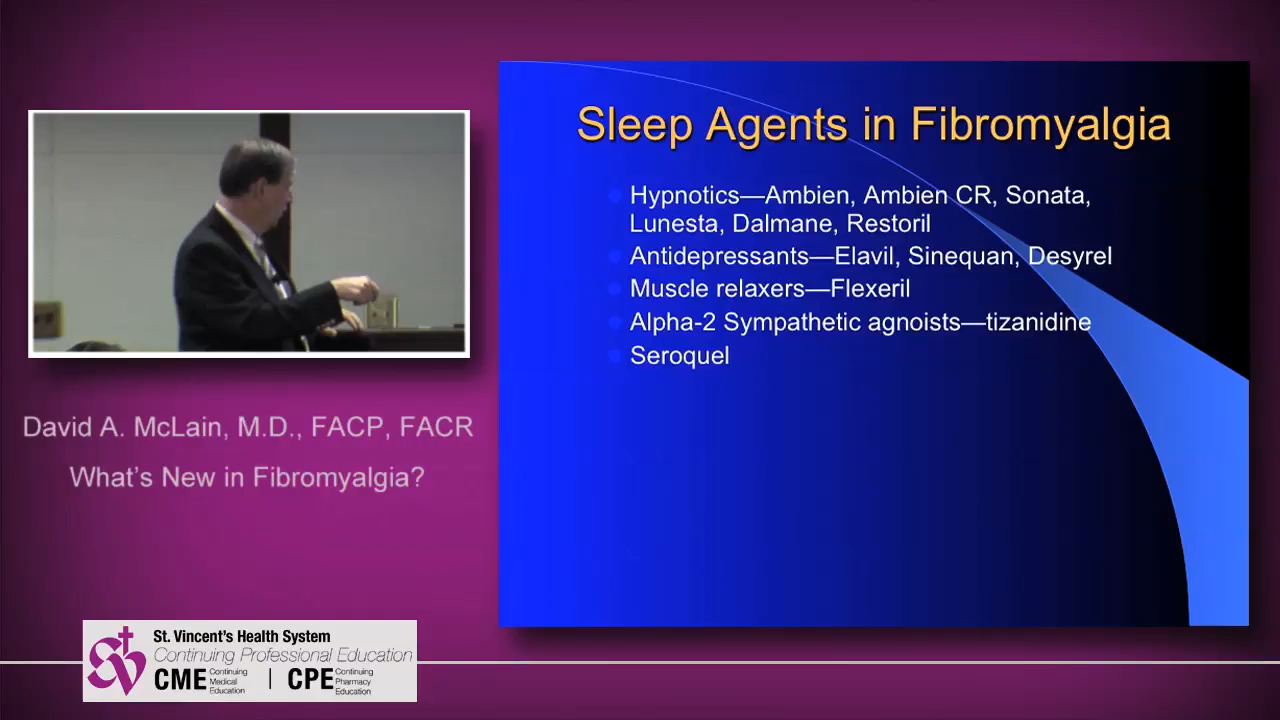 Sleep Agents in Fibromyalgia
Hypnotics—Ambien, Ambien CR, Sonata,
Lunesta, Dalmane, Restoril
Antidepressants—Elavil, Sinequan, Desyrel
Muscle relaxers—Flexeril
Alpha-2 Sympathetic agnoists—tizanidine
Seroquel
David A. McLain, M.D., FACP, FACR
What's New in Fibromyalgia?
St. Vincent's Health System
Continuing Professional Education
CME Continuing Medical Education | CPE Continuing Pharmacy Education